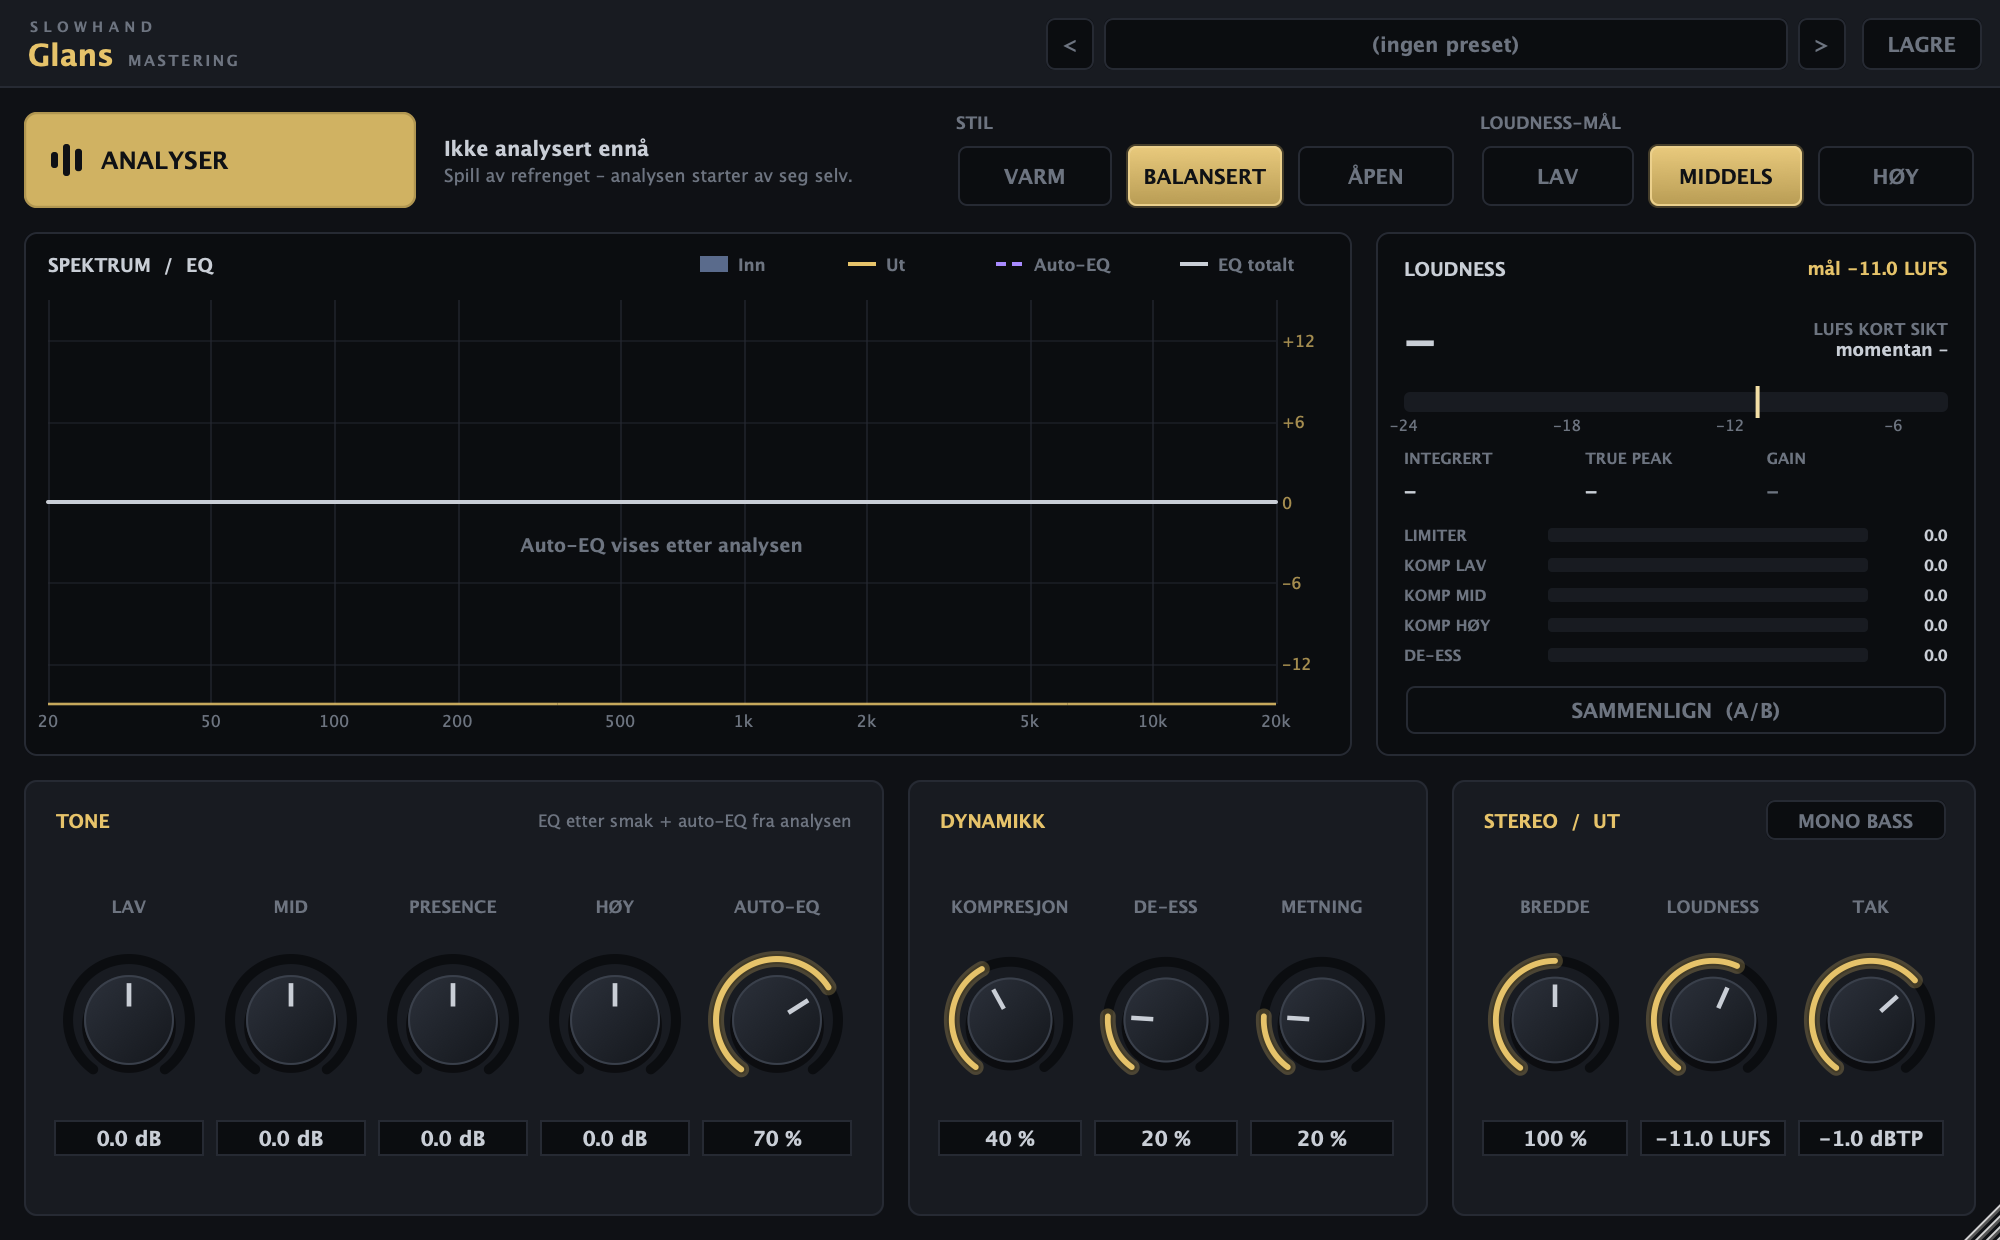 SLOWHAND
Glans MASTERING
<
(ingen preset)
>
LAGRE
ANALYSER
Ikke analysert ennå
Spill av refrenget – analysen starter av seg selv.
STIL
VARM
BALANSERT
ÅPEN
LOUDNESS-MÅL
LAV
MIDDELS
HØY
SPEKTRUM / EQ
Inn
Ut
Auto-EQ
EQ totalt
+12
+6
0
-6
-12
Auto-EQ vises etter analysen
20
50
100
200
500
1k
2k
5k
10k
20k
LOUDNESS
mål -11.0 LUFS
–
LUFS KORT SIKT
momentan –
-24
-18
-12
-6
INTEGRERT
TRUE PEAK
GAIN
–
–
–
LIMITER 0.0
KOMP LAV 0.0
KOMP MID 0.0
KOMP HØY 0.0
DE-ESS 0.0
SAMMENLIGN (A/B)
TONE
EQ etter smak + auto-EQ fra analysen
LAV
MID
PRESENCE
HØY
AUTO-EQ
0.0 dB
0.0 dB
0.0 dB
0.0 dB
70 %
DYNAMIKK
KOMPRESJON
DE-ESS
METNING
40 %
20 %
20 %
STEREO / UT
MONO BASS
BREDDE
LOUDNESS
TAK
100 %
-11.0 LUFS
-1.0 dBTP